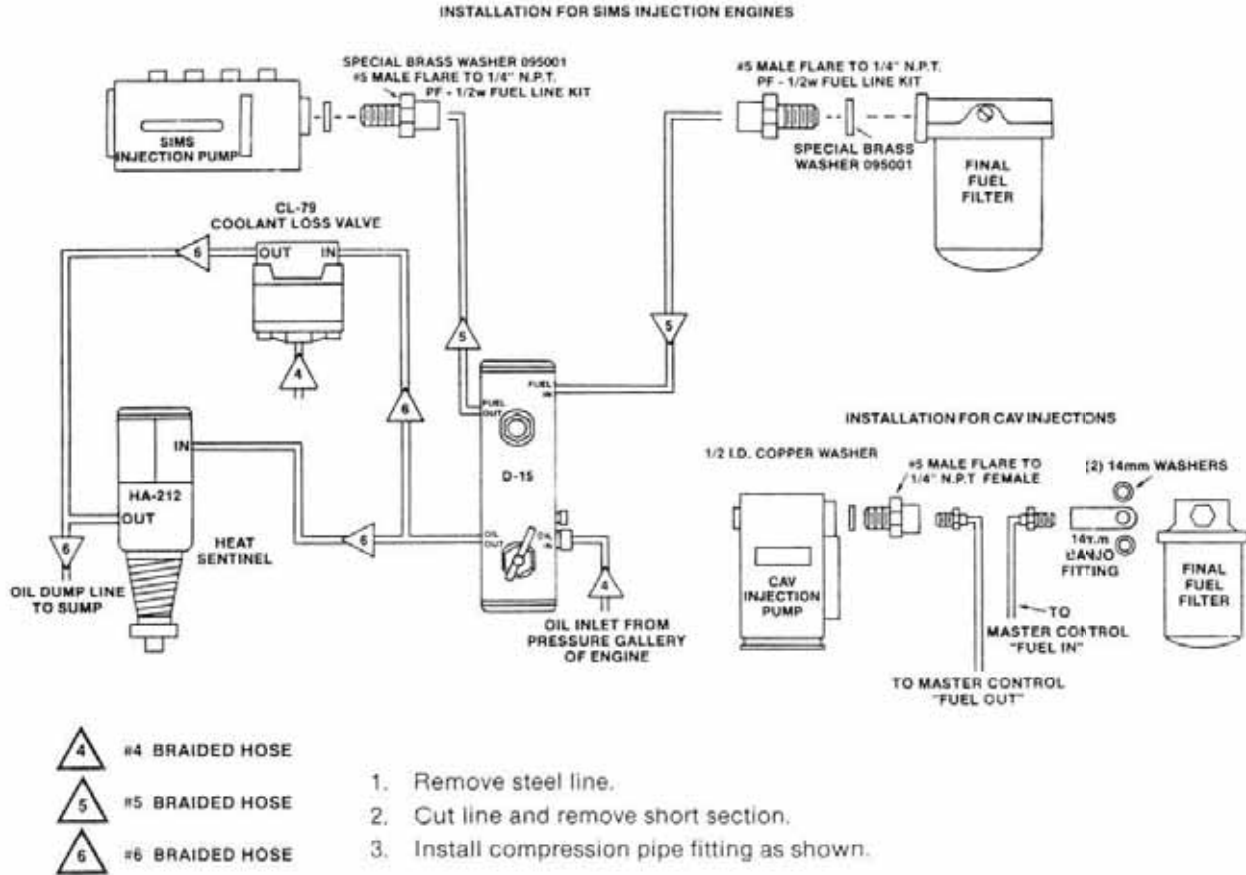 INSTALLATION FOR SIMS INJECTION ENGINES
SPECIAL BRASS WASHER 095001
#5 MALE FLARE TO 1/4" N.P.T.
PF - 1/2w FUEL LINE KIT
#5 MALE FLARE TO 1/4" N.P.T.
PF - 1/2w FUEL LINE KIT
SIMS
INJECTION PUMP
SPECIAL BRASS
WASHER 095001
FINAL
FUEL
FILTER
CL-79
COOLANT LOSS VALVE
6
OUT IN
4
5
5
6
FUEL
OUT
FUEL
IN
D-15
OIL
OUT
OIL
IN
IN
HA-212
OUT
HEAT
SENTINEL
6
6
OIL DUMP LINE
TO SUMP
4
OIL INLET FROM
PRESSURE GALLERY
OF ENGINE
INSTALLATION FOR CAV INJECTIONS
1/2 I.D. COPPER WASHER
#5 MALE FLARE TO
1/4" N.P.T. FEMALE
(2) 14mm WASHERS
14mm
BANJO
FITTING
CAV
INJECTION
PUMP
FINAL
FUEL
FILTER
TO
MASTER CONTROL
"FUEL IN"
TO MASTER CONTROL
"FUEL OUT"
4 #4 BRAIDED HOSE
5 #5 BRAIDED HOSE
6 #6 BRAIDED HOSE
1. Remove steel line.
2. Cut line and remove short section.
3. Install compression pipe fitting as shown.